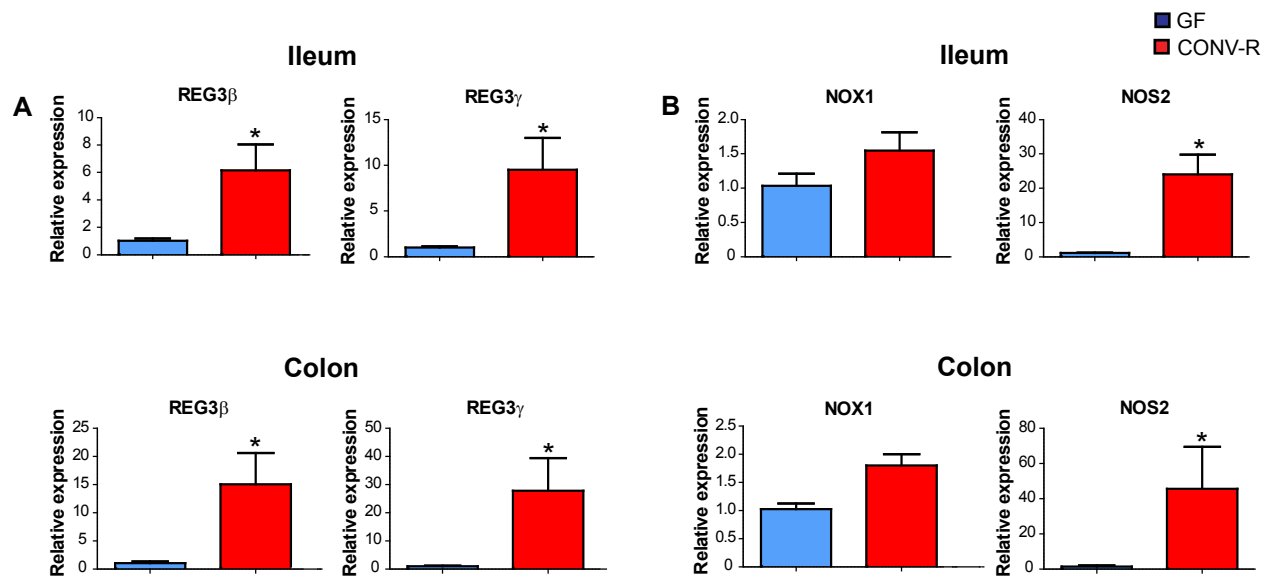 GF
CONV-R
Ileum
Ileum
A
REG3β
Relative expression
10
8
6
4
2
0
*
REG3γ
Relative expression
15
10
5
0
*
B
NOX1
Relative expression
2.0
1.5
1.0
0.5
0
NOS2
Relative expression
40
30
20
10
0
*
Colon
Colon
REG3β
Relative expression
25
20
15
10
5
0
*
REG3γ
Relative expression
50
40
30
20
10
0
*
NOX1
Relative expression
2.5
2.0
1.5
1.0
0.5
0
NOS2
Relative expression
80
60
40
20
0
*